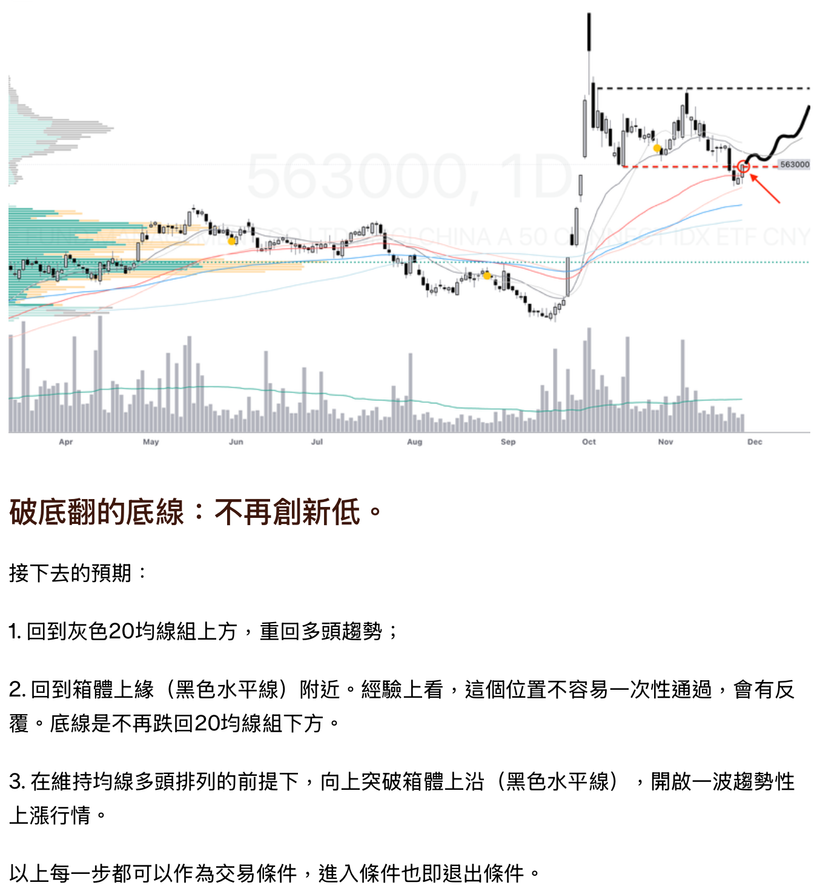 563000, 1D
563000
Apr May Jun Jul Aug Sep Oct Nov Dec
破底翻的底線：不再創新低。
接下去的預期：
1. 回到灰色20均線組上方，重回多頭趨勢；
2. 回到箱體上緣（黑色水平線）附近。經驗上看，這個位置不容易一次性通過，會有反
覆。底線是不再跌回20均線組下方。
3. 在維持均線多頭排列的前提下，向上突破箱體上沿（黑色水平線），開啟一波趨勢性
上漲行情。
以上每一步都可以作為交易條件，進入條件也即退出條件。